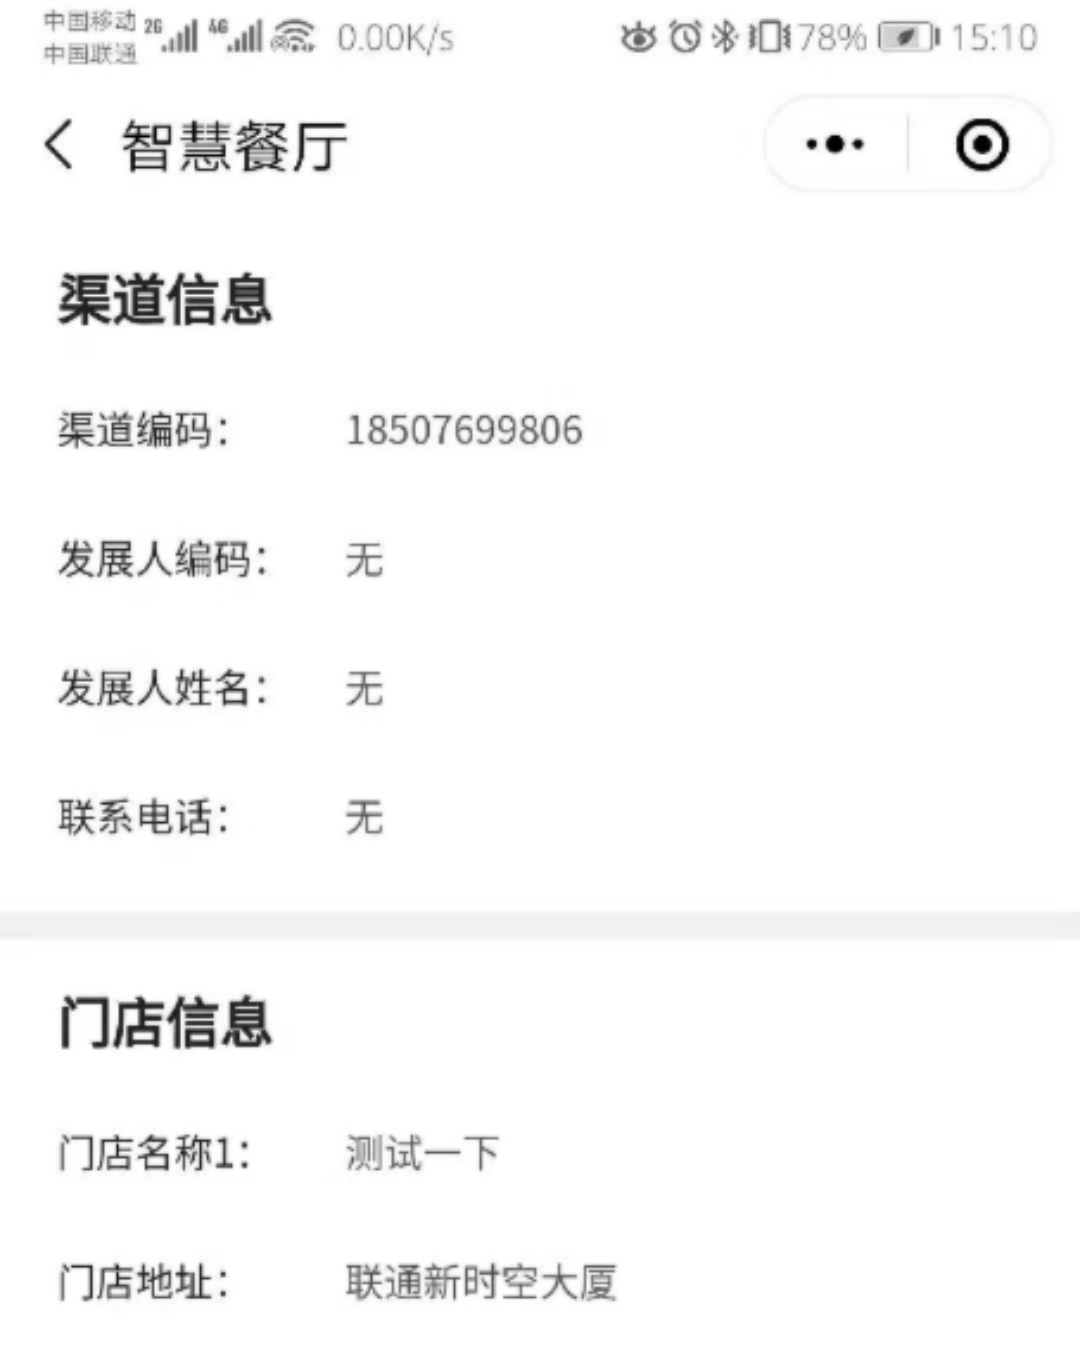 中国移动 2G 4G 0.00K/s 78% 15:10
中国联通
智慧餐厅
渠道信息
渠道编码： 18507699806
发展人编码： 无
发展人姓名： 无
联系电话： 无
门店信息
门店名称1： 测试一下
门店地址： 联通新时空大厦